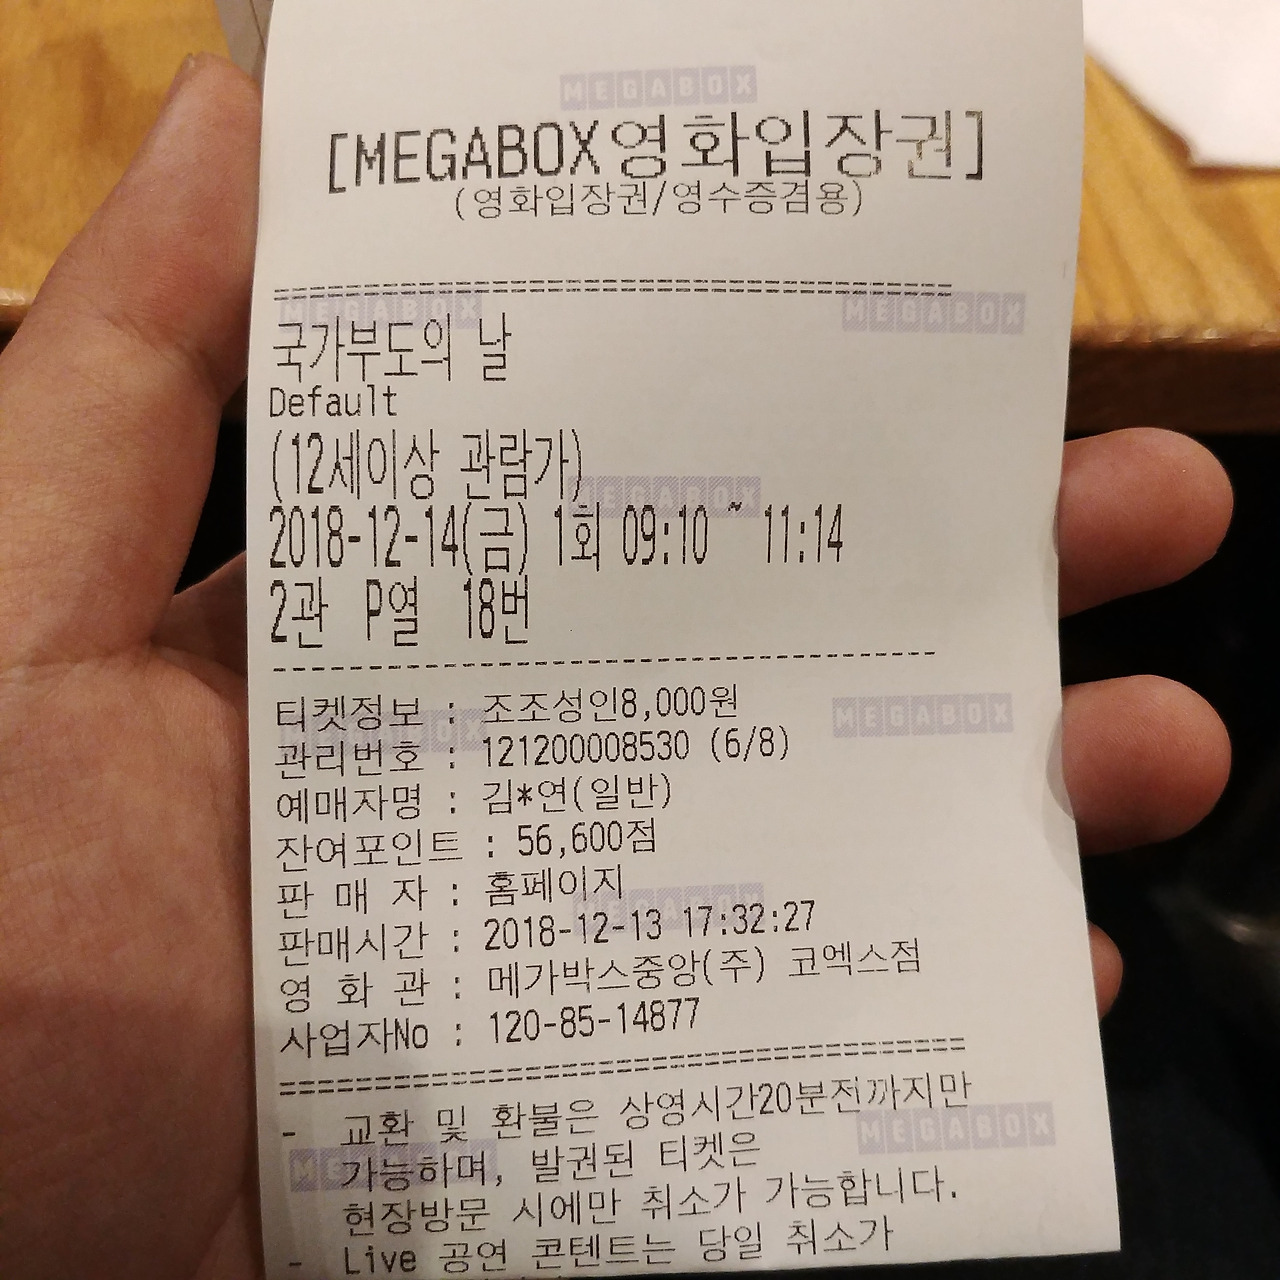 MEGABOX
[MEGABOX영화입장권]
(영화입장권/영수증겸용)
MEGABOX MEGABOX
국가부도의 날
Default
(12세이상 관람가)
MEGABOX
2018-12-14(금) 1회 09:10 ~ 11:14
2관 P열 18번
티켓정보 : 조조성인8,000원
MEGABOX MEGABOX
관리번호 : 121200008530 (6/8)
예매자명 : 김*연(일반)
잔여포인트 : 56,600점
판 매 자 : 홈페이지
MEGABOX
판매시간 : 2018-12-13 17:32:27
영 화 관 : 메가박스중앙(주) 코엑스점
사업자No : 120-85-14877
- 교환 및 환불은 상영시간20분전까지만
MEGABOX MEGABOX
가능하며, 발권된 티켓은
현장방문 시에만 취소가 가능합니다.
- Live 공연 콘텐트는 당일 취소가